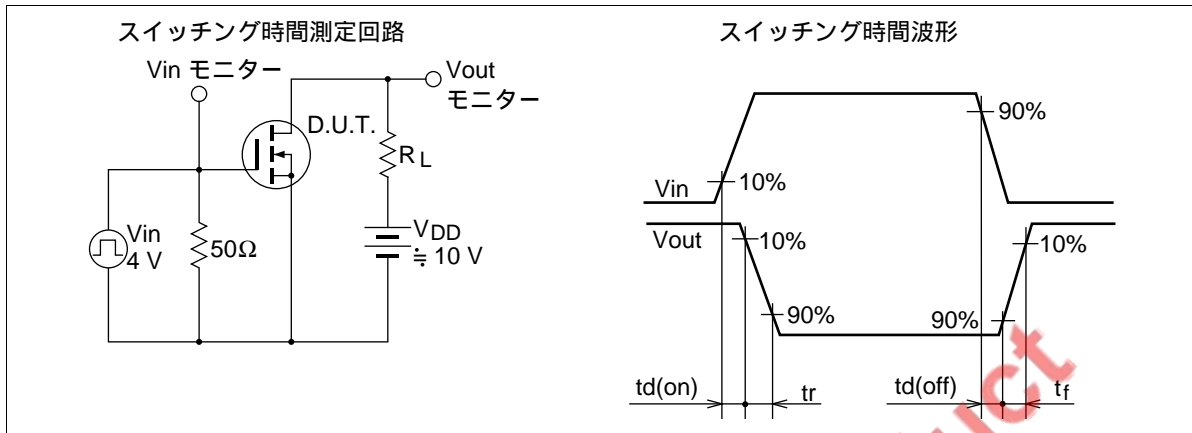 スイッチング時間測定回路
Vin モニター
Vout
モニター
D.U.T.
RL
Vin
4 V
50Ω
VDD
≒ 10 V
スイッチング時間波形
90%
Vin
10%
Vout
10%
10%
90%
90%
td(on)
tr
td(off)
tf
uct